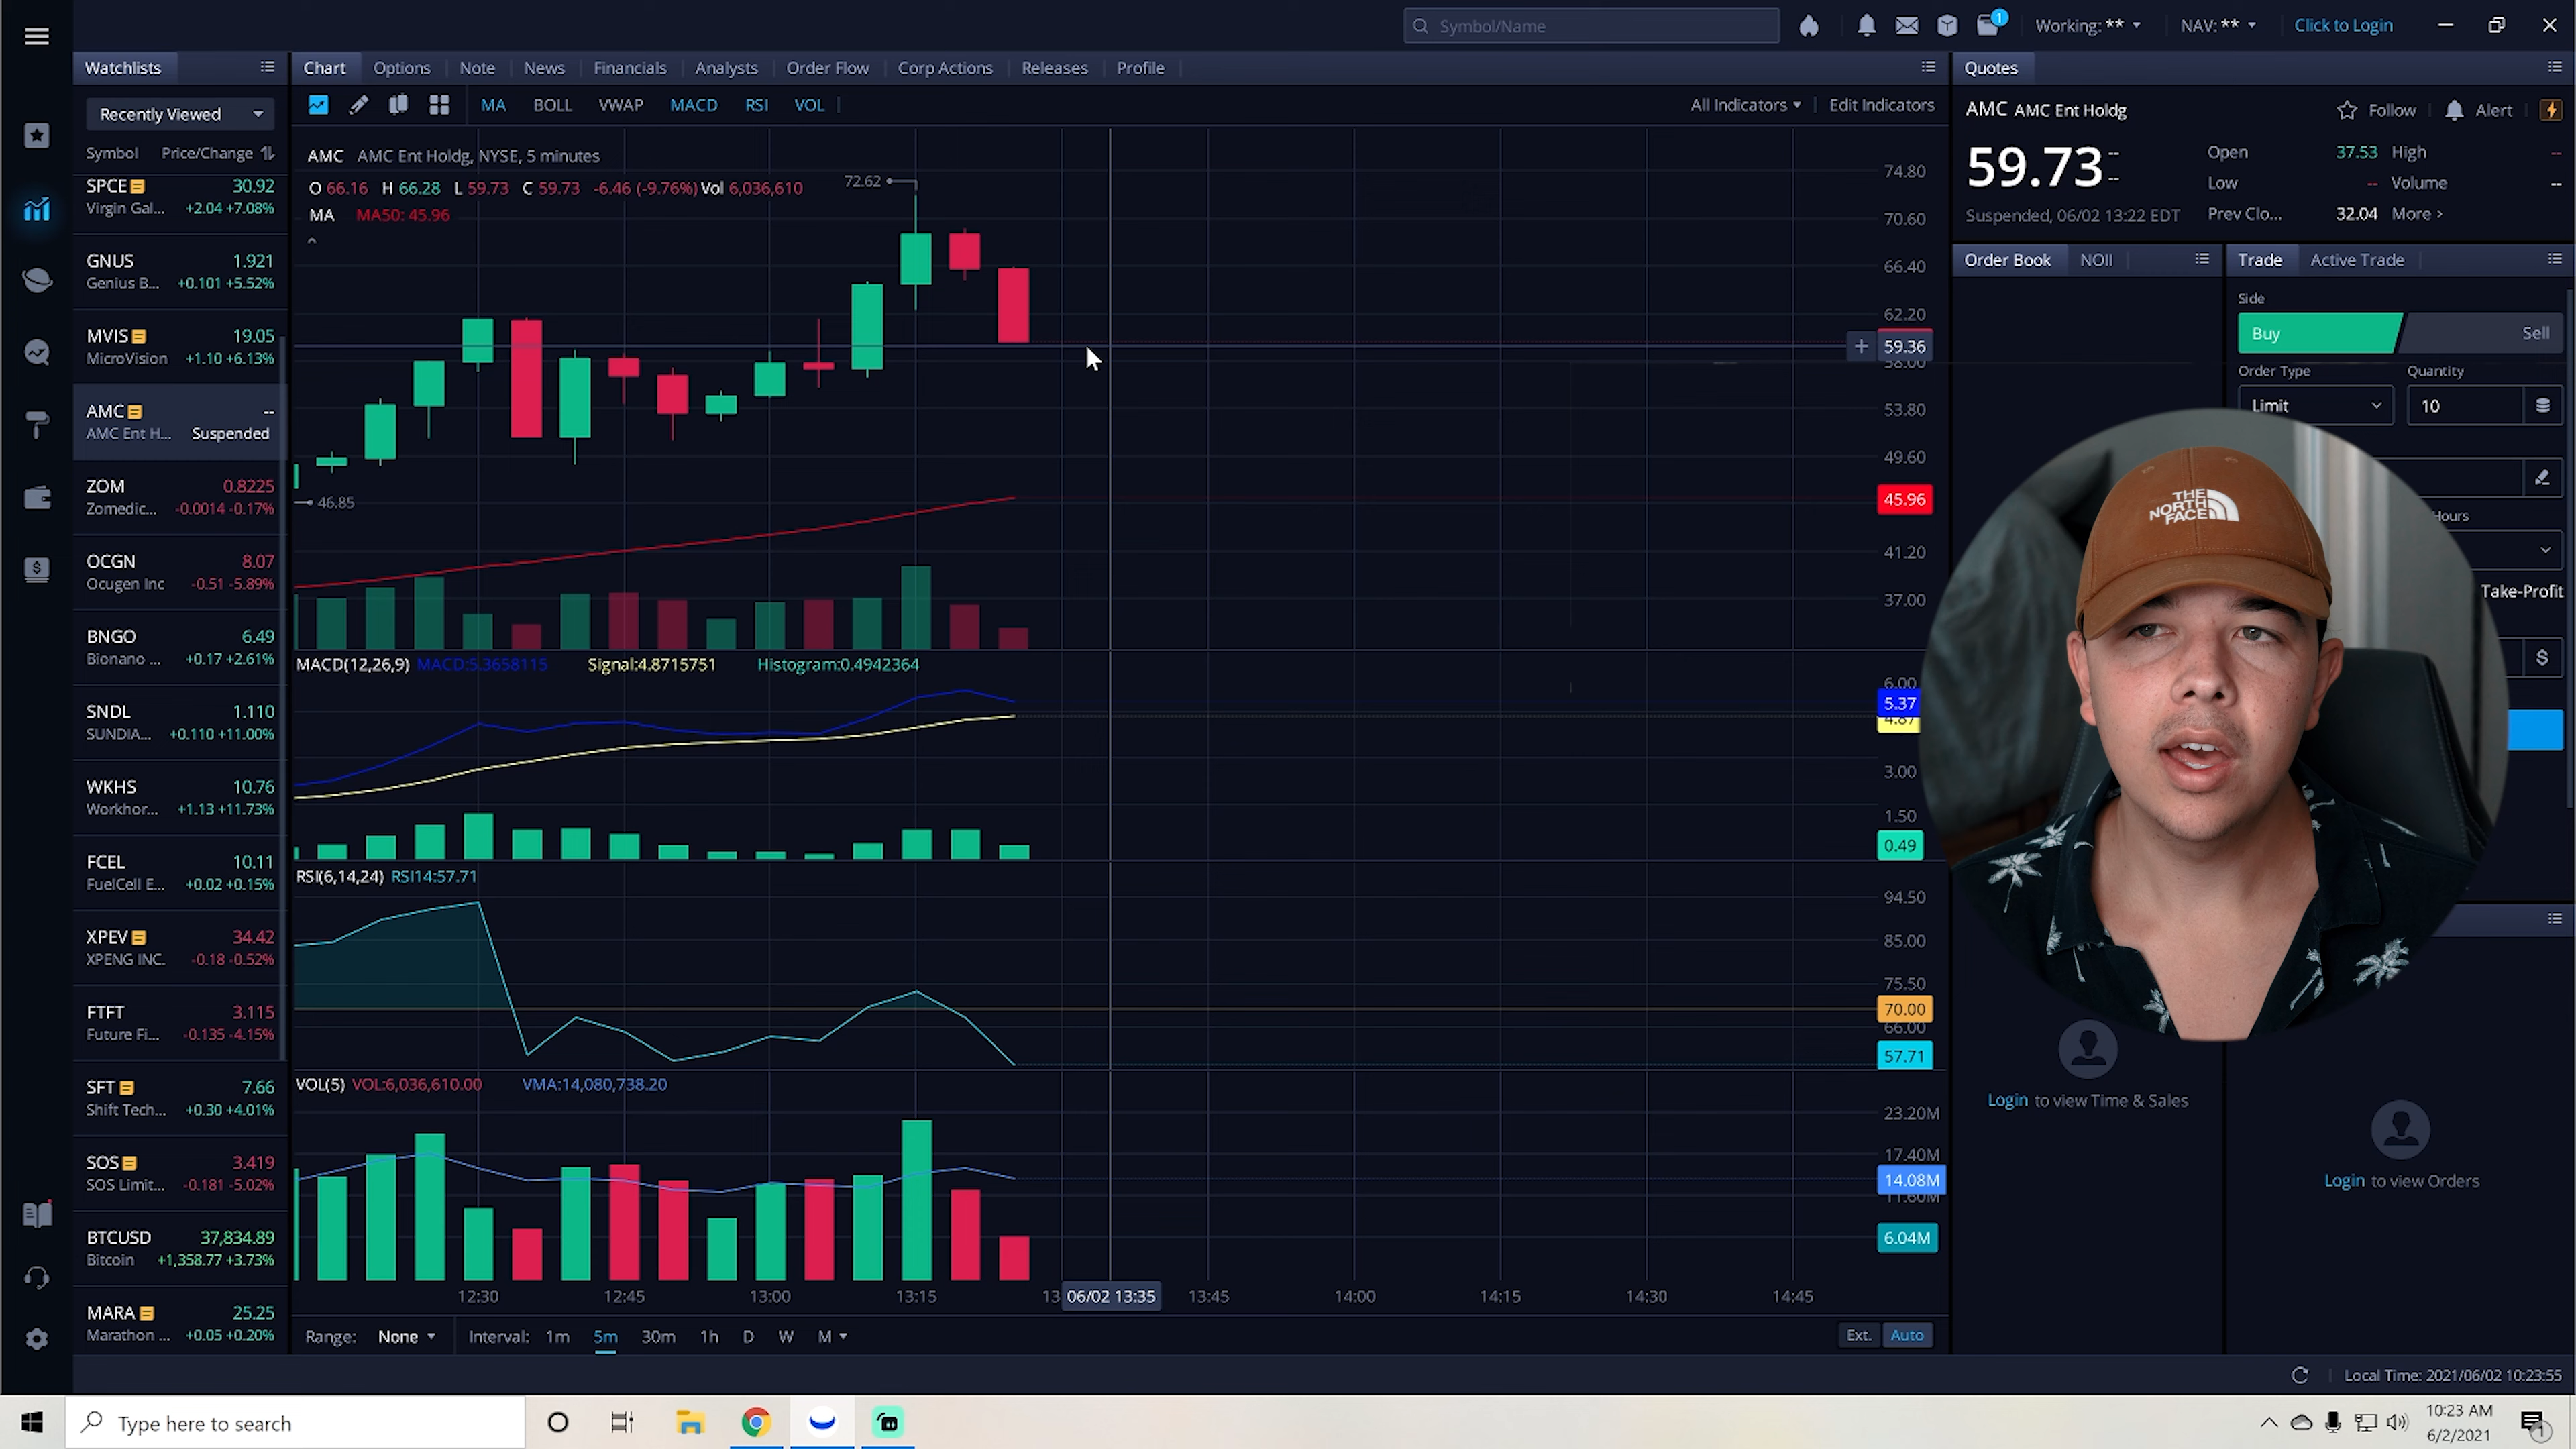 Symbol/Name
1
Working: **
NAV: **
Click to Login
Watchlists
Chart
Options
Note
News
Financials
Analysts
Order Flow
Corp Actions
Releases
Profile
Quotes
Recently Viewed
MA
BOLL
VWAP
MACD
RSI
VOL
All Indicators
Edit Indicators
Symbol
Price/Change
SPCE 30.92
Virgin Gal... +2.04 +7.08%
GNUS 1.921
Genius B... +0.101 +5.52%
MVIS 19.05
MicroVision +1.10 +6.13%
AMC --
AMC Ent H... Suspended
ZOM 0.8225
Zomedic... -0.0014 -0.17%
OCGN 8.07
Ocugen Inc -0.51 -5.89%
BNGO 6.49
Bionano ... +0.17 +2.61%
SNDL 1.110
SUNDIA... +0.110 +11.00%
WKHS 10.76
Workhor... +1.13 +11.73%
FCEL 10.11
FuelCell E... +0.02 +0.15%
XPEV 34.42
XPENG INC. -0.18 -0.52%
FTFT 3.115
Future Fi... -0.135 -4.15%
SFT 7.66
Shift Tech... +0.30 +4.01%
SOS 3.419
SOS Limit... -0.181 -5.02%
BTCUSD 37,834.89
Bitcoin +1,358.77 +3.73%
MARA 25.25
Marathon ... +0.05 +0.20%
AMC AMC Ent Holdg, NYSE, 5 minutes
O 66.16 H 66.28 L 59.73 C 59.73 -6.46 (-9.76%) Vol 6,036,610
MA MA50: 45.96
72.62
46.85
74.80
70.60
66.40
62.20
59.36
58.00
53.80
49.60
45.96
41.20
37.00
MACD(12,26,9) MACD:5.3658115 Signal:4.8715751 Histogram:0.4942364
6.00
5.37
4.87
3.00
1.50
0.49
RSI(6,14,24) RSI14:57.71
94.50
85.00
75.50
70.00
66.00
57.71
VOL(5) VOL:6,036,610.00 VMA:14,080,738.20
23.20M
17.40M
14.08M
11.60M
6.04M
12:30
12:45
13:00
13:15
13
06/02 13:35
13:45
14:00
14:15
14:30
14:45
Range: None
Interval: 1m 5m 30m 1h D W M
Ext. Auto
AMC AMC Ent Holdg
Follow
Alert
59.73
--
--
Open 37.53 High --
Low -- Volume --
Suspended, 06/02 13:22 EDT
Prev Clo... 32.04 More
Order Book
NOII
Trade
Active Trade
Side
Buy
Sell
Order Type
Quantity
Limit
10
Hours
Take-Profit
$
THE
NORTH
FACE
Login to view Time & Sales
Login to view Orders
Local Time: 2021/06/02 10:23:55
Type here to search
10:23 AM
6/2/2021
1